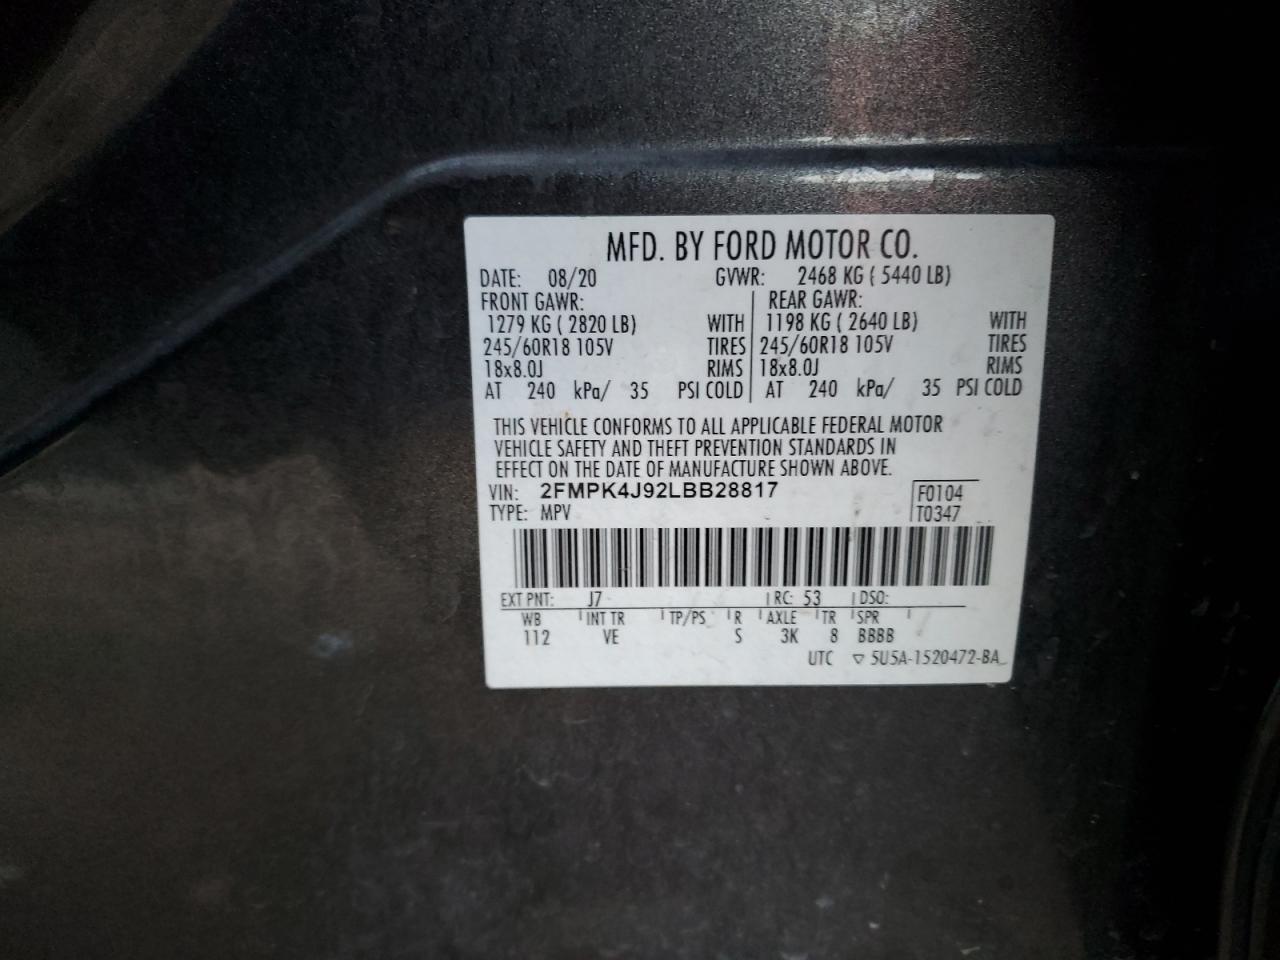 MFD. BY FORD MOTOR CO.
DATE: 08/20 GVWR: 2468 KG ( 5440 LB)
FRONT GAWR: REAR GAWR:
1279 KG ( 2820 LB) WITH 1198 KG ( 2640 LB) WITH
245/60R18 105V TIRES 245/60R18 105V TIRES
18x8.0J RIMS 18x8.0J RIMS
AT 240 kPa/ 35 PSI COLD AT 240 kPa/ 35 PSI COLD
THIS VEHICLE CONFORMS TO ALL APPLICABLE FEDERAL MOTOR
VEHICLE SAFETY AND THEFT PREVENTION STANDARDS IN
EFFECT ON THE DATE OF MANUFACTURE SHOWN ABOVE.
VIN: 2FMPK4J92LBB28817 F0104
TYPE: MPV T0347
EXT PNT: J7 RC: 53 DSO:
WB INT TR TP/PS R AXLE TR SPR
112 VE S 3K 8 BBBB
UTC ▽ 5U5A-1520472-BA